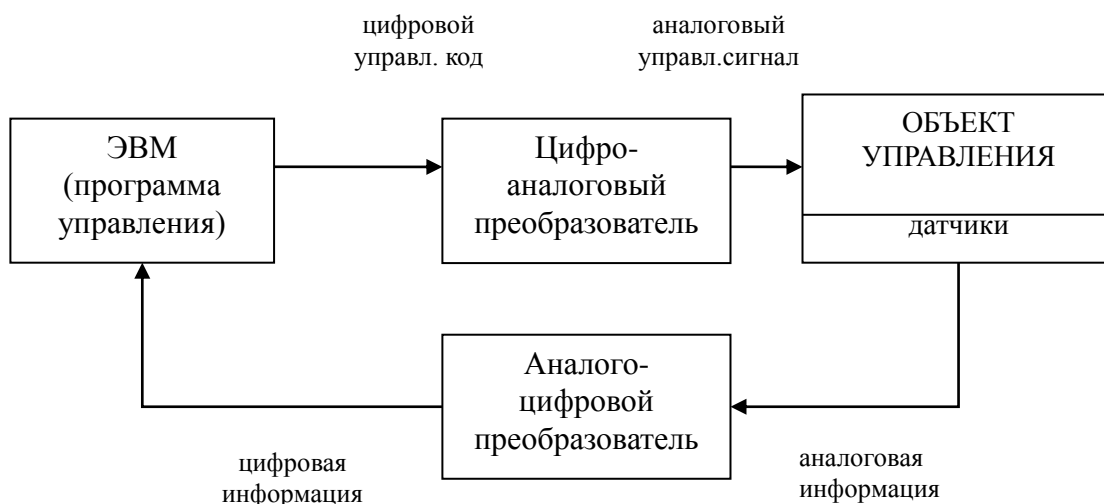 цифровой
управл. код
аналоговый
управл.сигнал
ЭВМ
(программа
управления)
Цифро-
аналоговый
преобразователь
ОБЪЕКТ
УПРАВЛЕНИЯ
датчики
Аналого-
цифровой
преобразователь
цифровая
информация
аналоговая
информация